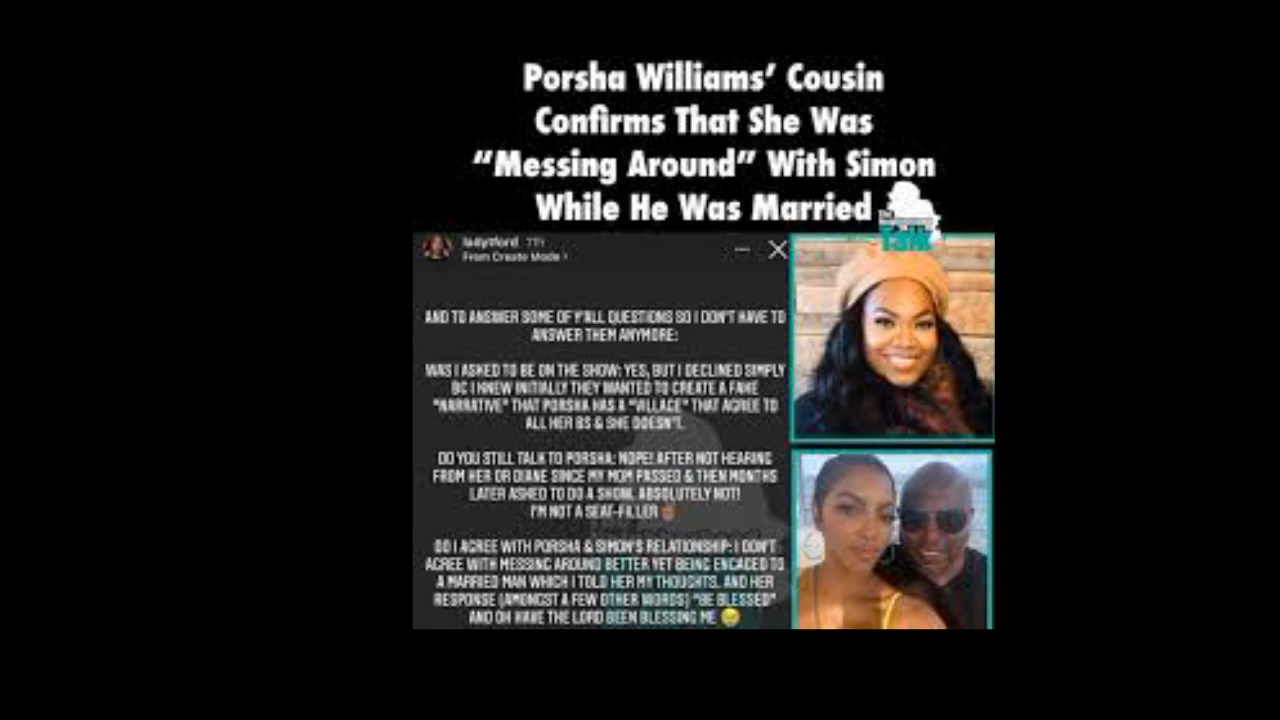 Porsha Williams’ Cousin
Confirms That She Was
“Messing Around” With Simon
While He Was Married
Talk
ladytford 11h
From Create Mode ›
AND TO ANSWER SOME OF Y'ALL QUESTIONS SO I DON'T HAVE TO
ANSWER THEM ANYMORE:
WAS I ASKED TO BE ON THE SHOW: YES, BUT I DECLINED SIMPLY
BC I KNEW INITIALLY THEY WANTED TO CREATE A FAKE
"NARRATIVE" THAT PORSHA HAS A "VILLAGE" THAT AGREE TO
ALL HER BS & SHE DOESN'T.
DO YOU STILL TALK TO PORSHA: NOPE! AFTER NOT HEARING
FROM HER OR DIANE SINCE MY MOM PASSED & THEN MONTHS
LATER ASKED TO DO A SHOW, ABSOLUTELY NOT!
I'M NOT A SEAT-FILLER
DO I AGREE WITH PORSHA & SIMON'S RELATIONSHIP: I DON'T
AGREE WITH MESSING AROUND BETTER YET BEING ENGAGED TO
A MARRIED MAN WHICH I TOLD HER MY THOUGHTS. AND HER
RESPONSE (AMONGST A FEW OTHER WORDS) "BE BLESSED"
AND OH HAVE THE LORD BEEN BLESSING ME